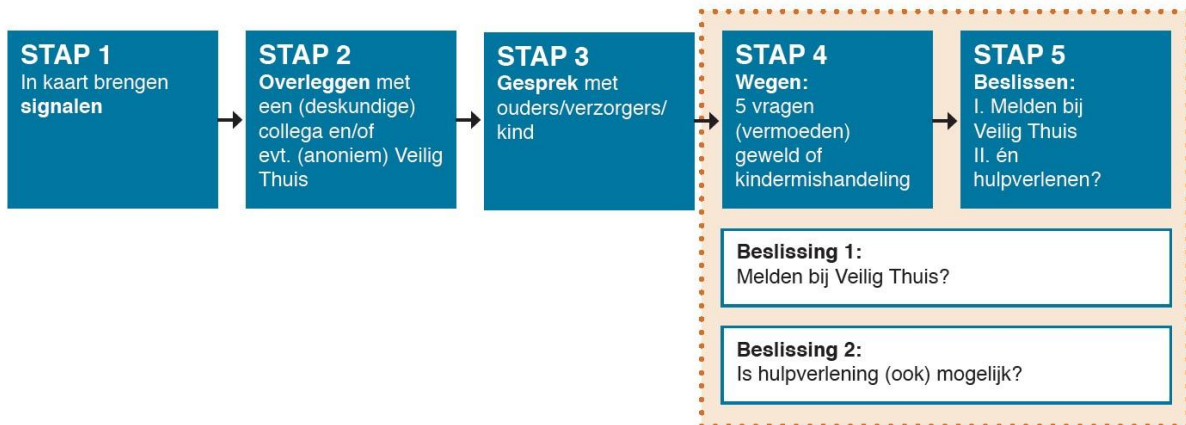 STAP 1
In kaart brengen
signalen
STAP 2
Overleggen met
een (deskundige)
collega en/of
evt. (anoniem) Veilig
Thuis
STAP 3
Gesprek met
ouders/verzorgers/
kind
STAP 4
Wegen:
5 vragen
(vermoeden)
geweld of
kindermishandeling
STAP 5
Beslissen:
I. Melden bij
Veilig Thuis
II. én
hulpverlenen?
Beslissing 1:
Melden bij Veilig Thuis?
Beslissing 2:
Is hulpverlening (ook) mogelijk?